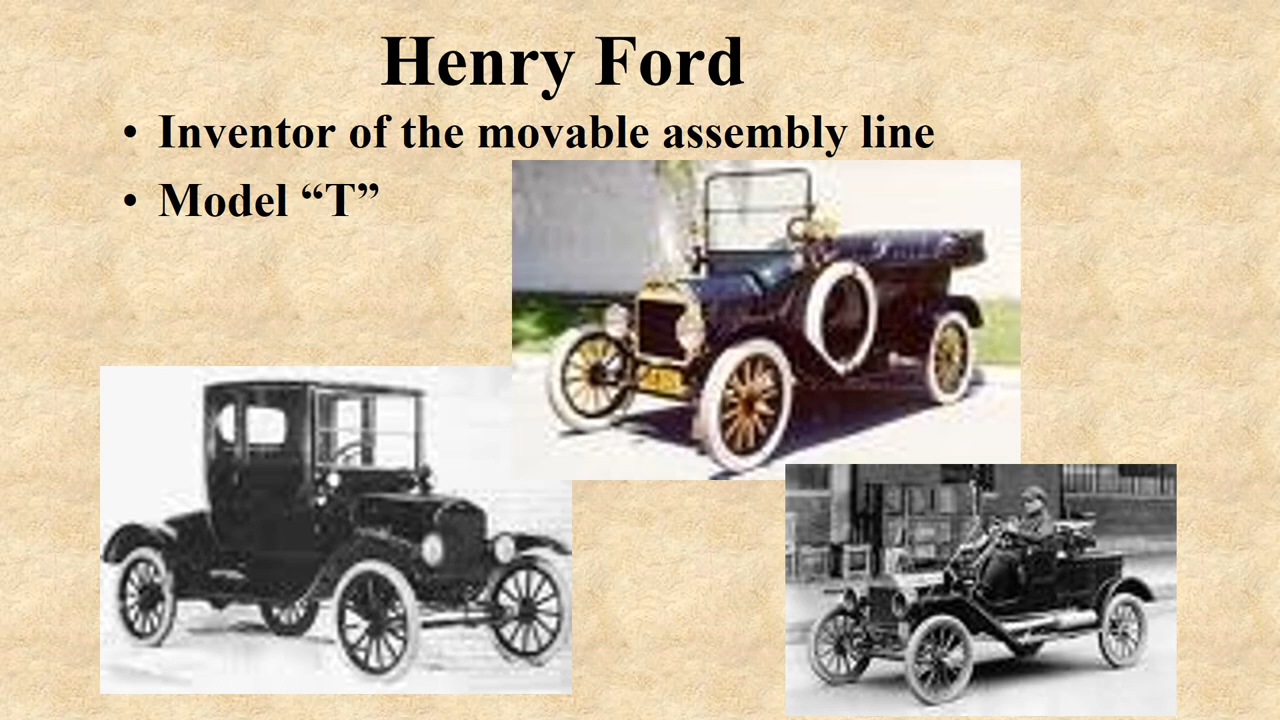 Henry Ford
• Inventor of the movable assembly line
• Model “T”